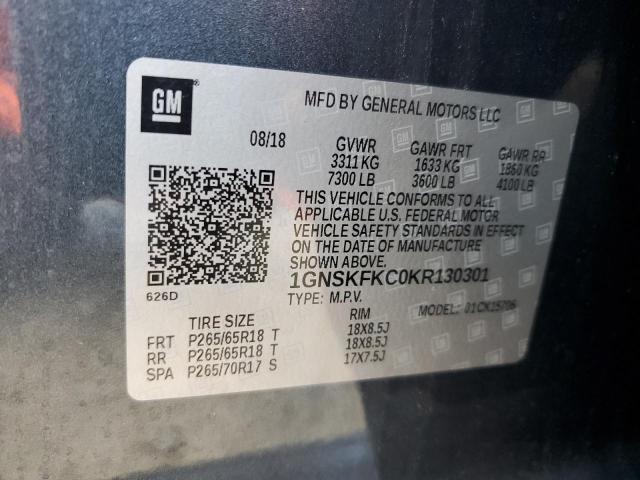 GM
MFD BY GENERAL MOTORS LLC
08/18
GVWR GAWR FRT GAWR RR
3311 KG 1633 KG 1860 KG
7300 LB 3600 LB 4100 LB
THIS VEHICLE CONFORMS TO ALL
APPLICABLE U.S. FEDERAL MOTOR
VEHICLE SAFETY STANDARDS IN EFFECT
ON THE DATE OF MANUFACTURE
SHOWN ABOVE.
1GNSKFKC0KR130301
626D
TYPE: M.P.V. MODEL: 01CK15706
TIRE SIZE RIM
FRT P265/65R18 T 18X8.5J
RR P265/65R18 T 18X8.5J
SPA P265/70R17 S 17X7.5J